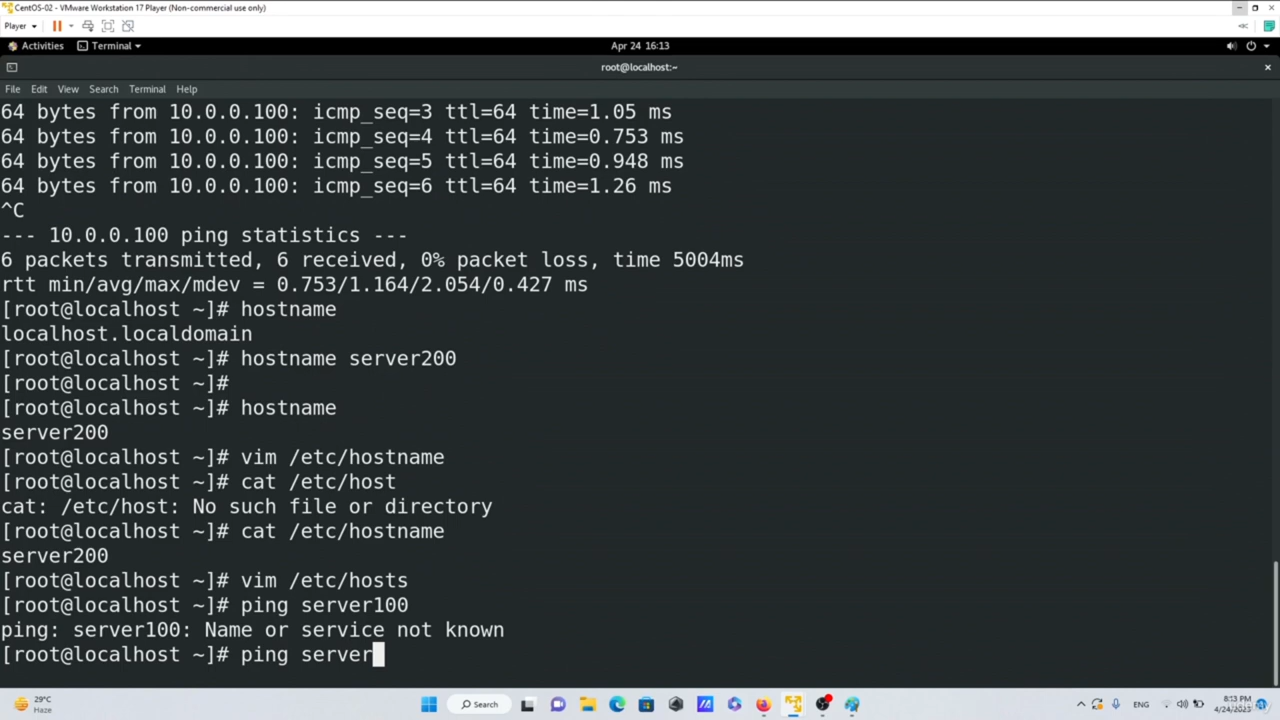 CentOS-02 - VMware Workstation 17 Player (Non-commercial use only)
Player
Activities Terminal Apr 24 16:13
root@localhost:~
File Edit View Search Terminal Help
64 bytes from 10.0.0.100: icmp_seq=3 ttl=64 time=1.05 ms
64 bytes from 10.0.0.100: icmp_seq=4 ttl=64 time=0.753 ms
64 bytes from 10.0.0.100: icmp_seq=5 ttl=64 time=0.948 ms
64 bytes from 10.0.0.100: icmp_seq=6 ttl=64 time=1.26 ms
^C
--- 10.0.0.100 ping statistics ---
6 packets transmitted, 6 received, 0% packet loss, time 5004ms
rtt min/avg/max/mdev = 0.753/1.164/2.054/0.427 ms
[root@localhost ~]# hostname
localhost.localdomain
[root@localhost ~]# hostname server200
[root@localhost ~]#
[root@localhost ~]# hostname
server200
[root@localhost ~]# vim /etc/hostname
[root@localhost ~]# cat /etc/host
cat: /etc/host: No such file or directory
[root@localhost ~]# cat /etc/hostname
server200
[root@localhost ~]# vim /etc/hosts
[root@localhost ~]# ping server100
ping: server100: Name or service not known
[root@localhost ~]# ping server
29°C
Haze
Search
ENG
8:13 PM
4/24/2023